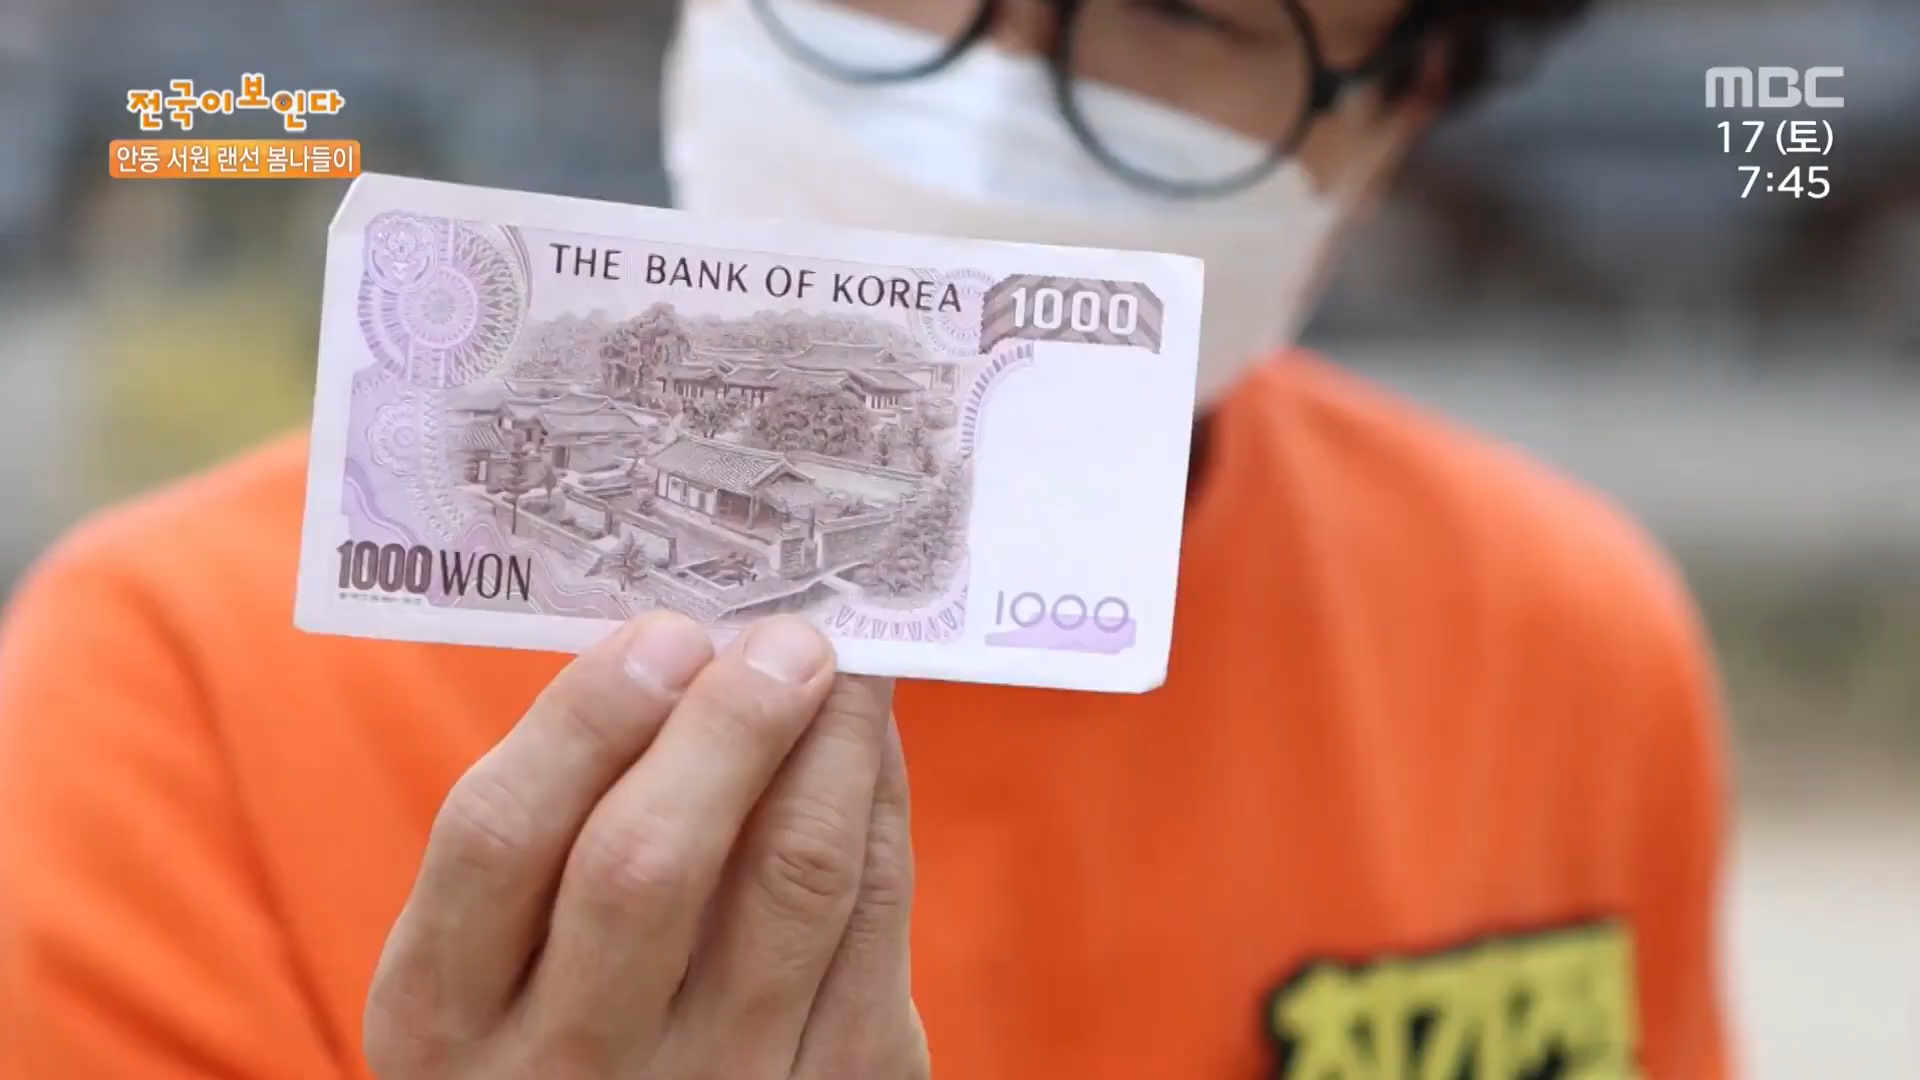 전국이보인다
안동 서원 랜선 봄나들이
MBC
17 (토)
7:45
THE BANK OF KOREA
1000
1000 WON
1000